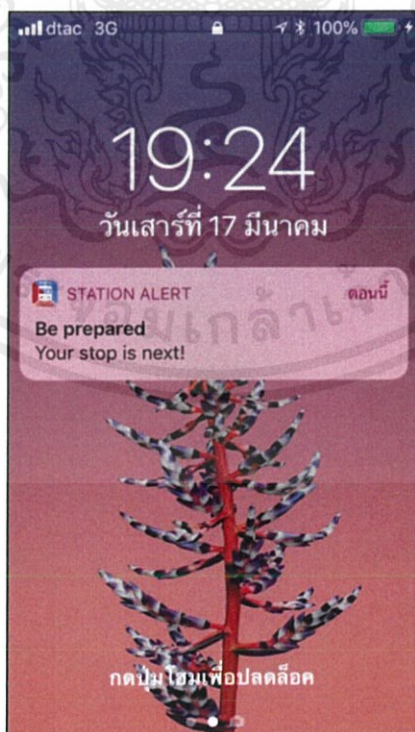 dtac 3G 100%
19:24
วันเสาร์ที่ 17 มีนาคม
STATION ALERT ตอนนี้
Be prepared
Your stop is next!
กดปุ่มโฮมเพื่อปลดล็อค